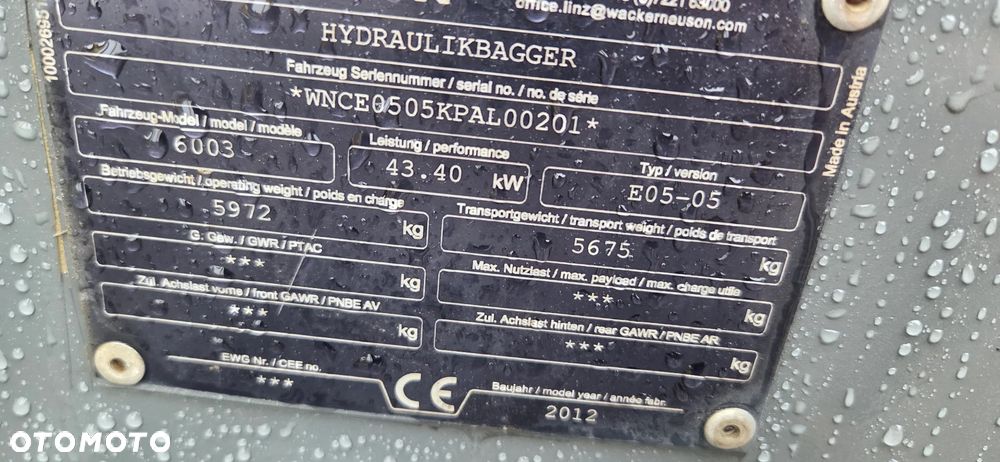 office.linz@wackerneuson.com
HYDRAULIKBAGGER
Fahrzeug Seriennummer / serial no. / no. de série
*WNCE0505KPAL00201*
Fahrzeug-Model / model / modèle
6003
Leistung / performance
43.40 kW
Typ / version
E05-05
Betriebsgewicht / operating weight / poids en charge
5972 kg
Transportgewicht / transport weight / poids de transport
5675 kg
G. Gew. / GWR / PTAC
*** kg
Max. Nutzlast / max. payload / max. charge utile
*** kg
Zul. Achslast vorne / front GAWR / PNBE AV
*** kg
Zul. Achslast hinten / rear GAWR / PNBE AR
*** kg
EWG Nr. / CEE no.
***
CE
Baujahr / model year / année fabr.
2012
Made in Austria
OTOMOTO